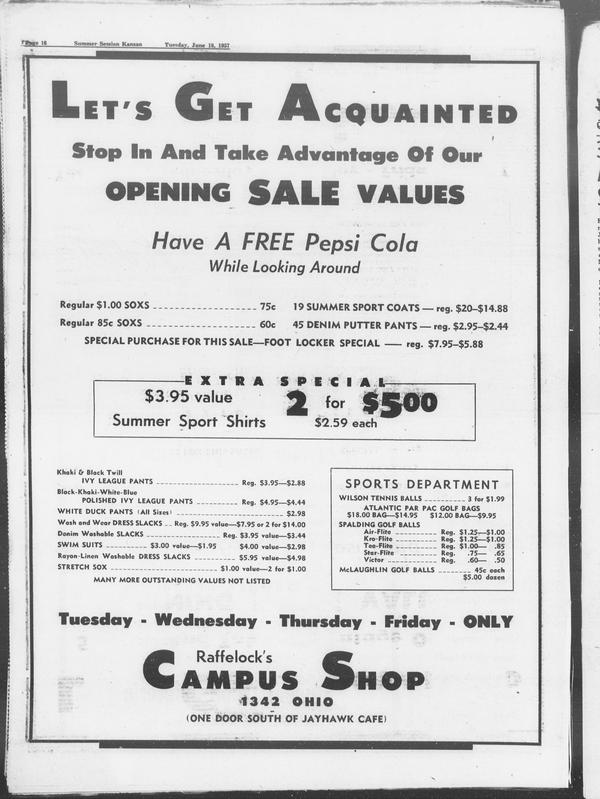 Page 16 Summer Session Kansan Tuesday, June 18, 1957
LET'S GET ACQUAINTED
Stop In And Take Advantage Of Our
OPENING SALE VALUES
Have A FREE Pepsi Cola
While Looking Around
Regular $1.00 SOXS 75c
Regular 85c SOXS 60c
19 SUMMER SPORT COATS — reg. $20–$14.88
45 DENIM PUTTER PANTS — reg. $2.95–$2.44
SPECIAL PURCHASE FOR THIS SALE—FOOT LOCKER SPECIAL — reg. $7.95–$5.88
EXTRA SPECIAL
$3.95 value 2 for $5.00
Summer Sport Shirts $2.59 each
Khaki & Black Twill
IVY LEAGUE PANTS Reg. $3.95—$2.88
Black-Khaki-White-Blue
POLISHED IVY LEAGUE PANTS Reg. $4.95—$4.44
WHITE DUCK PANTS (All Sizes) $2.98
Wash and Wear DRESS SLACKS Reg. $9.95 value—$7.95 or 2 for $14.00
Denim Washable SLACKS Reg. $3.95 value—$3.44
SWIM SUITS $3.00 value—$1.95 $4.00 value—$2.98
Rayon-Linen Washable DRESS SLACKS $5.95 value—$4.98
STRETCH SOX $1.00 value—2 for $1.00
MANY MORE OUTSTANDING VALUES NOT LISTED
SPORTS DEPARTMENT
WILSON TENNIS BALLS 3 for $1.99
ATLANTIC PAR PAC GOLF BAGS
$18.00 BAG—$14.95 $12.00 BAG—$9.95
SPALDING GOLF BALLS
Air-Flite Reg. $1.25—$1.00
Kro-Flite Reg. $1.25—$1.00
Tee-Flite Reg. $1.00— .85
Star-Flite Reg. .75— .65
Victor Reg. .60— .50
McLAUGHLIN GOLF BALLS 45c each
$5.00 dozen
Tuesday - Wednesday - Thursday - Friday - ONLY
Raffelock's
CAMPUS SHOP
1342 OHIO
(ONE DOOR SOUTH OF JAYHAWK CAFE)